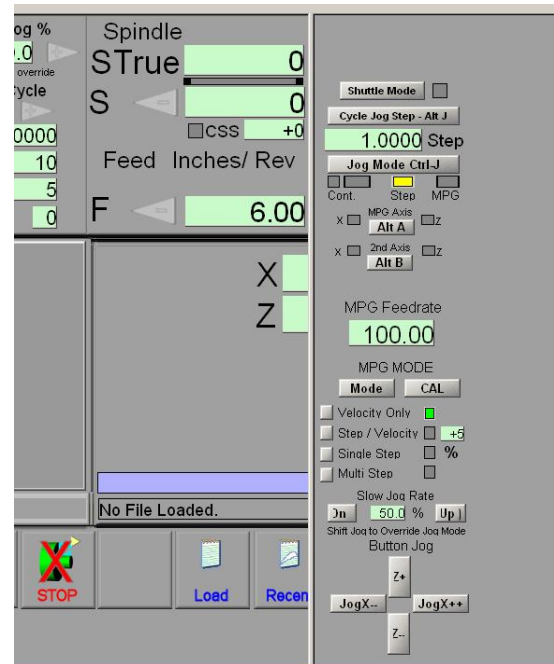 og %
.0
override
ycle
0000
10
5
0
Spindle
STrue 0
S 0
CSS +0
Feed Inches/ Rev
F 6.00
X
Z
No File Loaded.
STOP
Load
Recen
Shuttle Mode
Cycle Jog Step - Alt J
1.0000 Step
Jog Mode Ctrl-J
Cont. Step MPG
MPG Axis
X Alt A Z
2nd Axis
X Alt B Z
MPG Feedrate
100.00
MPG MODE
Mode CAL
Velocity Only
Step / Velocity +5
Single Step %
Multi Step
Slow Jog Rate
Dn 50.0 % Up
Shift Jog to Override Jog Mode
Button Jog
Z+
JogX-- JogX++
Z--